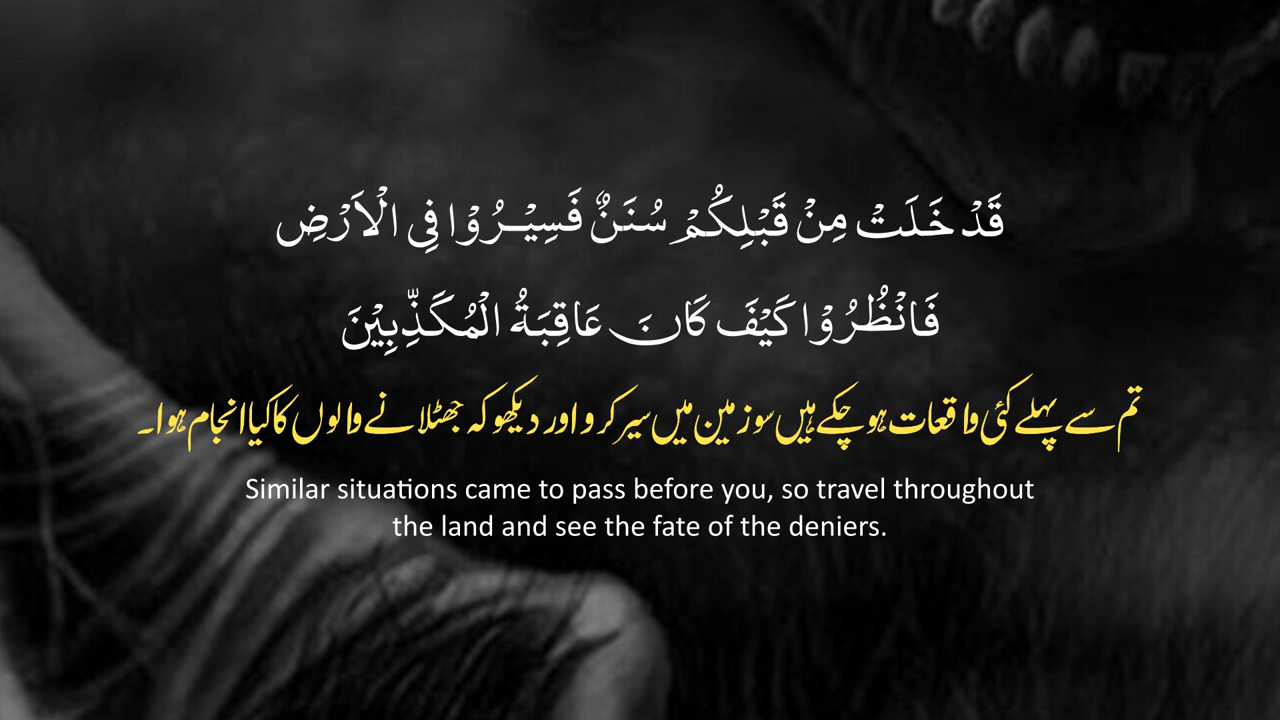 قَدْ خَلَتْ مِنْ قَبْلِكُمْ سُنَنٌ فَسِيْرُوْا فِي الْاَرْضِ
فَانْظُرُوْا كَيْفَ كَانَ عَاقِبَةُ الْمُكَذِّبِيْنَ
تم سے پہلے کئی واقعات ہو چکے ہیں سو زمین میں سیر کرو اور دیکھو کہ جھٹلانے والوں کا کیا انجام ہوا۔
Similar situations came to pass before you, so travel throughout
the land and see the fate of the deniers.